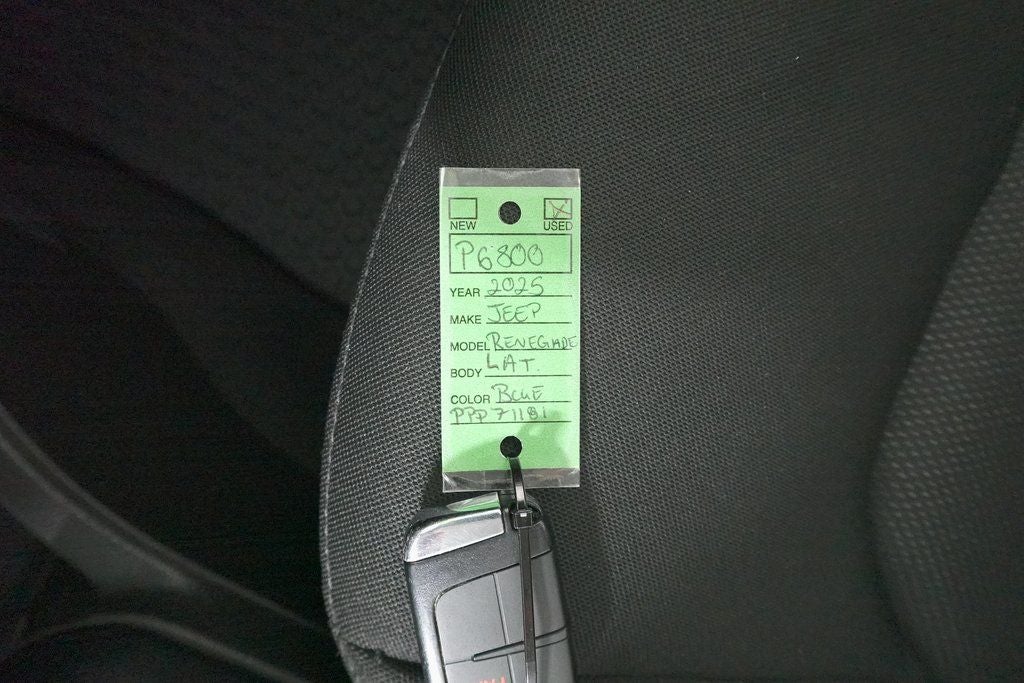 NEW USED
P6800
YEAR 2025
MAKE JEEP
MODEL RENEGADE
BODY LAT.
COLOR BLUE
PPP71181